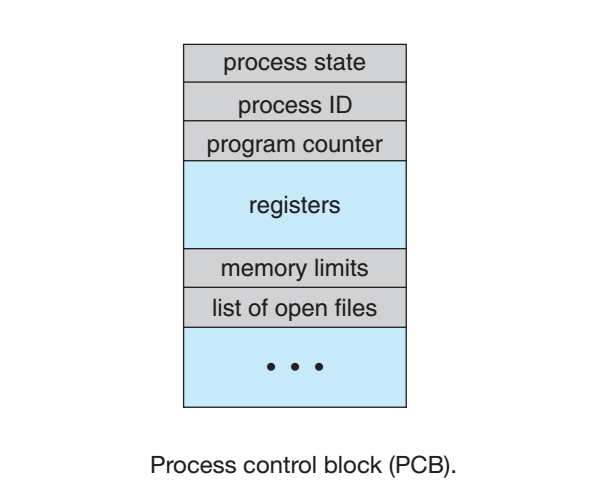 process state
process ID
program counter
registers
memory limits
list of open files
• • •
Process control block (PCB).